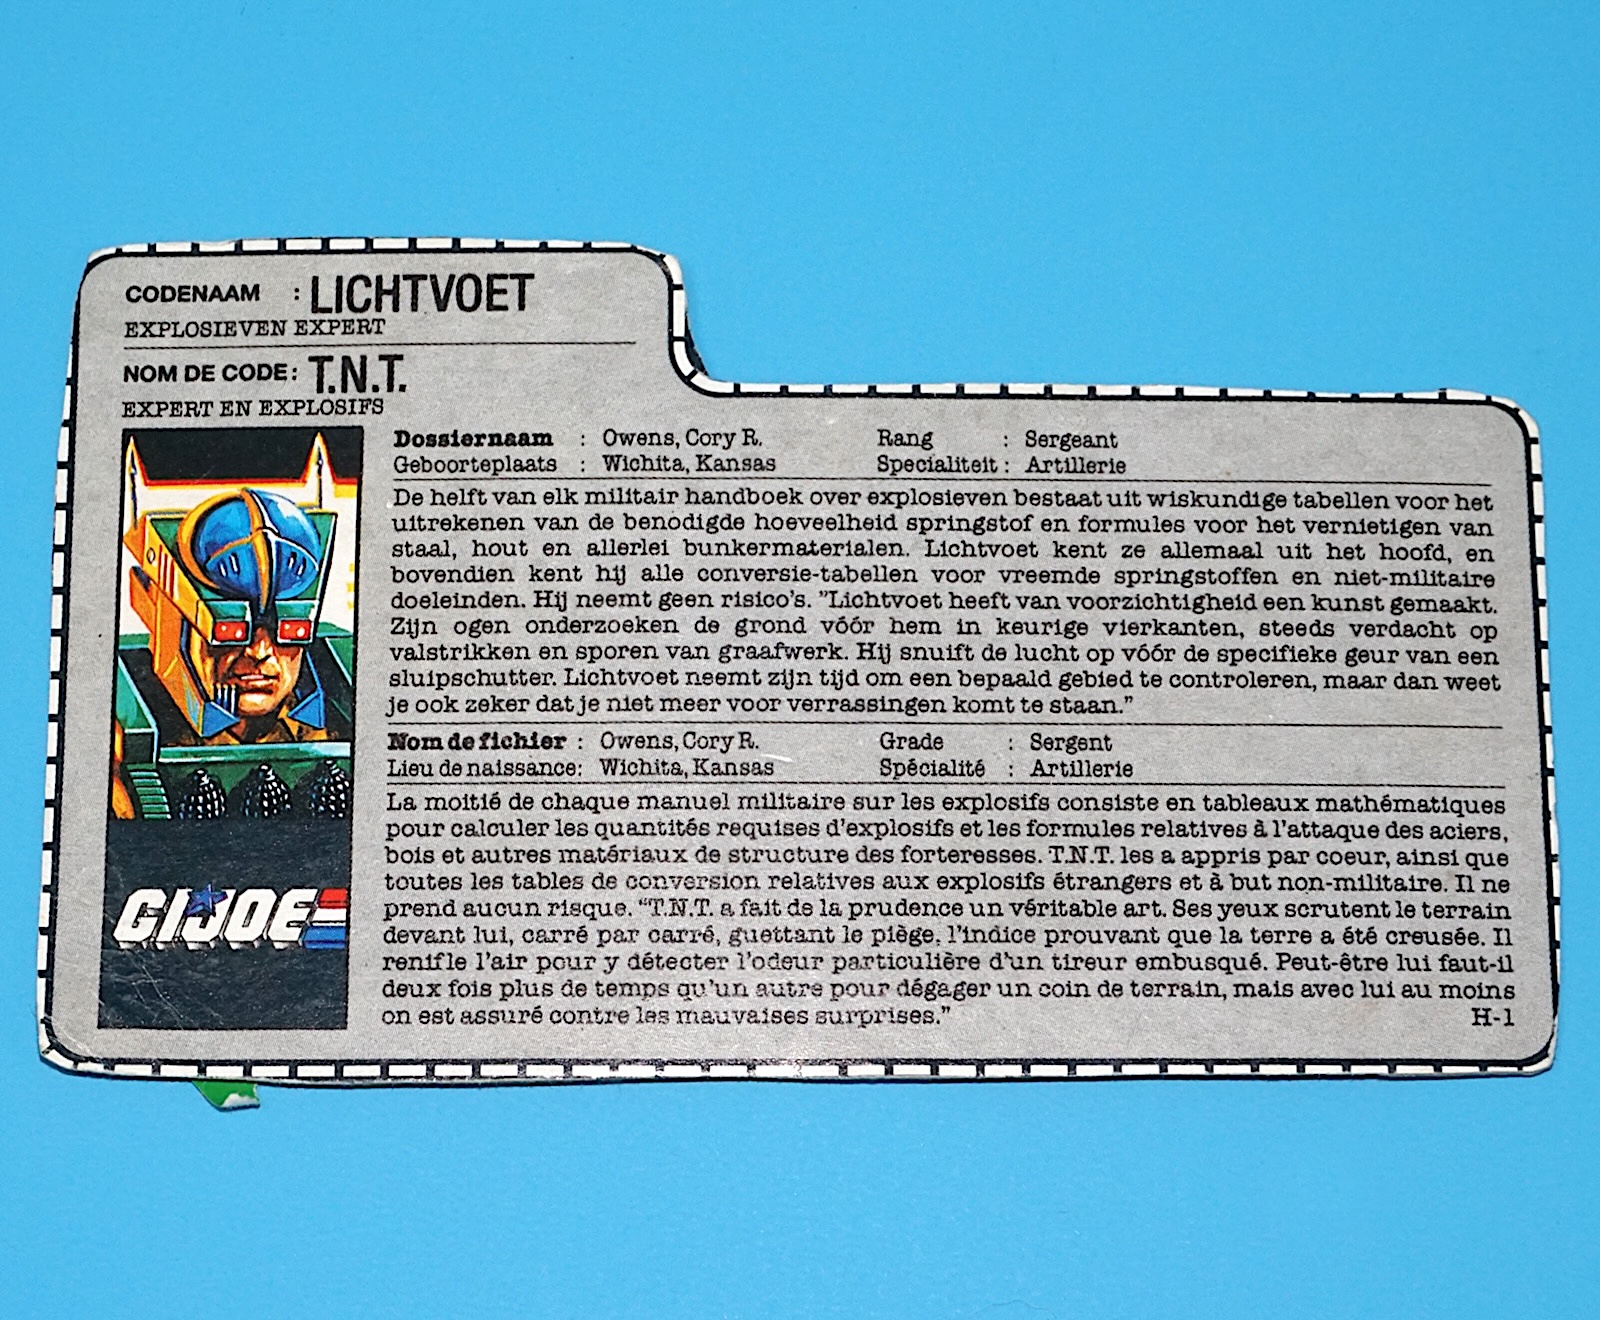 CODENAAM : LICHTVOET
EXPLOSIEVEN EXPERT
NOM DE CODE: T.N.T.
EXPERT EN EXPLOSIFS
Dossiernaam : Owens, Cory R. Rang : Sergeant
Geboorteplaats : Wichita, Kansas Specialiteit : Artillerie
De helft van elk militair handboek over explosieven bestaat uit wiskundige tabellen voor het
uitrekenen van de benodigde hoeveelheid springstof en formules voor het vernietigen van
staal, hout en allerlei bunkermaterialen. Lichtvoet kent ze allemaal uit het hoofd, en
bovendien kent hij alle conversie-tabellen voor vreemde springstoffen en niet-militaire
doeleinden. Hij neemt geen risico's. "Lichtvoet heeft van voorzichtigheid een kunst gemaakt.
Zijn ogen onderzoeken de grond vóór hem in keurige vierkanten, steeds verdacht op
valstrikken en sporen van graafwerk. Hij snuift de lucht op vóór de specifieke geur van een
sluipschutter. Lichtvoet neemt zijn tijd om een bepaald gebied te controleren, maar dan weet
je ook zeker dat je niet meer voor verrassingen komt te staan."
Nom de fichier : Owens, Cory R. Grade : Sergent
Lieu de naissance: Wichita, Kansas Spécialité : Artillerie
La moitié de chaque manuel militaire sur les explosifs consiste en tableaux mathématiques
pour calculer les quantités requises d'explosifs et les formules relatives à l'attaque des aciers,
bois et autres matériaux de structure des forteresses. T.N.T. les a appris par coeur, ainsi que
toutes les tables de conversion relatives aux explosifs étrangers et à but non-militaire. Il ne
prend aucun risque. "T.N.T. a fait de la prudence un véritable art. Ses yeux scrutent le terrain
devant lui, carré par carré, guettant le piège, l'indice prouvant que la terre a été creusée. Il
renifle l'air pour y détecter l'odeur particulière d'un tireur embusqué. Peut-être lui faut-il
deux fois plus de temps qu'un autre pour dégager un coin de terrain, mais avec lui au moins
on est assuré contre les mauvaises surprises."
H-1
GI JOE